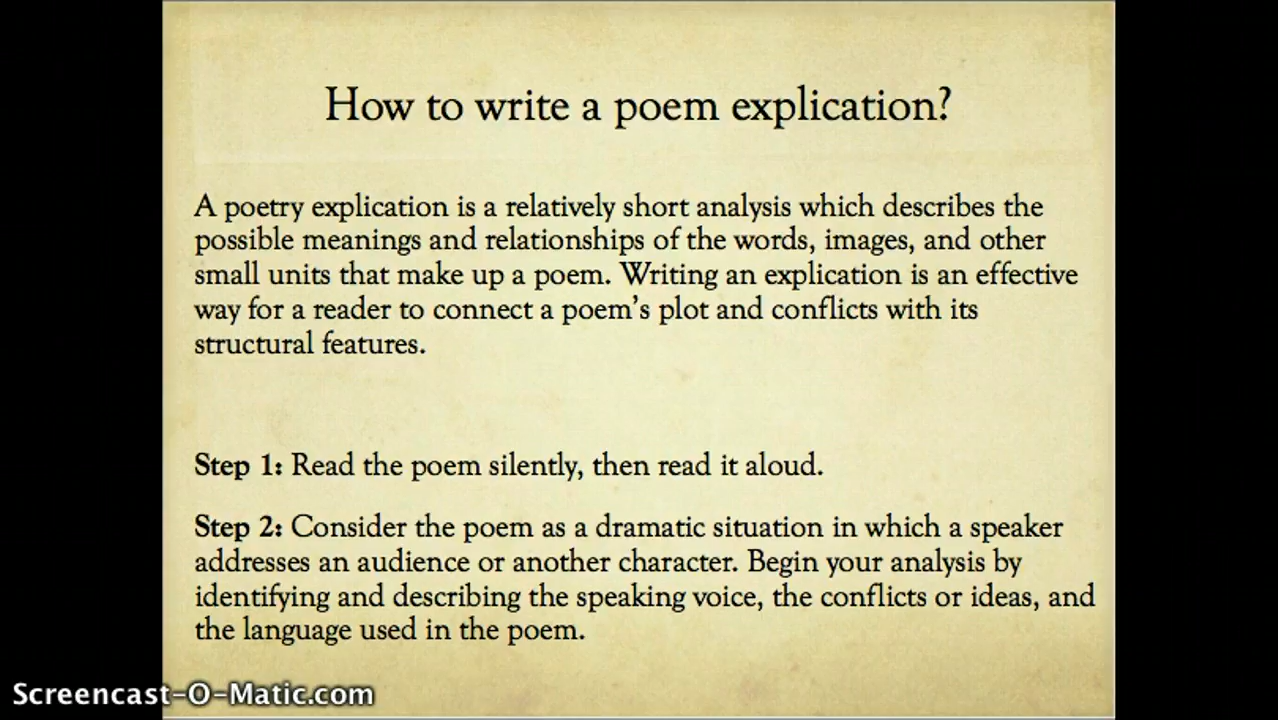 How to write a poem explication?
A poetry explication is a relatively short analysis which describes the
possible meanings and relationships of the words, images, and other
small units that make up a poem. Writing an explication is an effective
way for a reader to connect a poem’s plot and conflicts with its
structural features.
Step 1: Read the poem silently, then read it aloud.
Step 2: Consider the poem as a dramatic situation in which a speaker
addresses an audience or another character. Begin your analysis by
identifying and describing the speaking voice, the conflicts or ideas, and
the language used in the poem.
Screencast-O-Matic.com